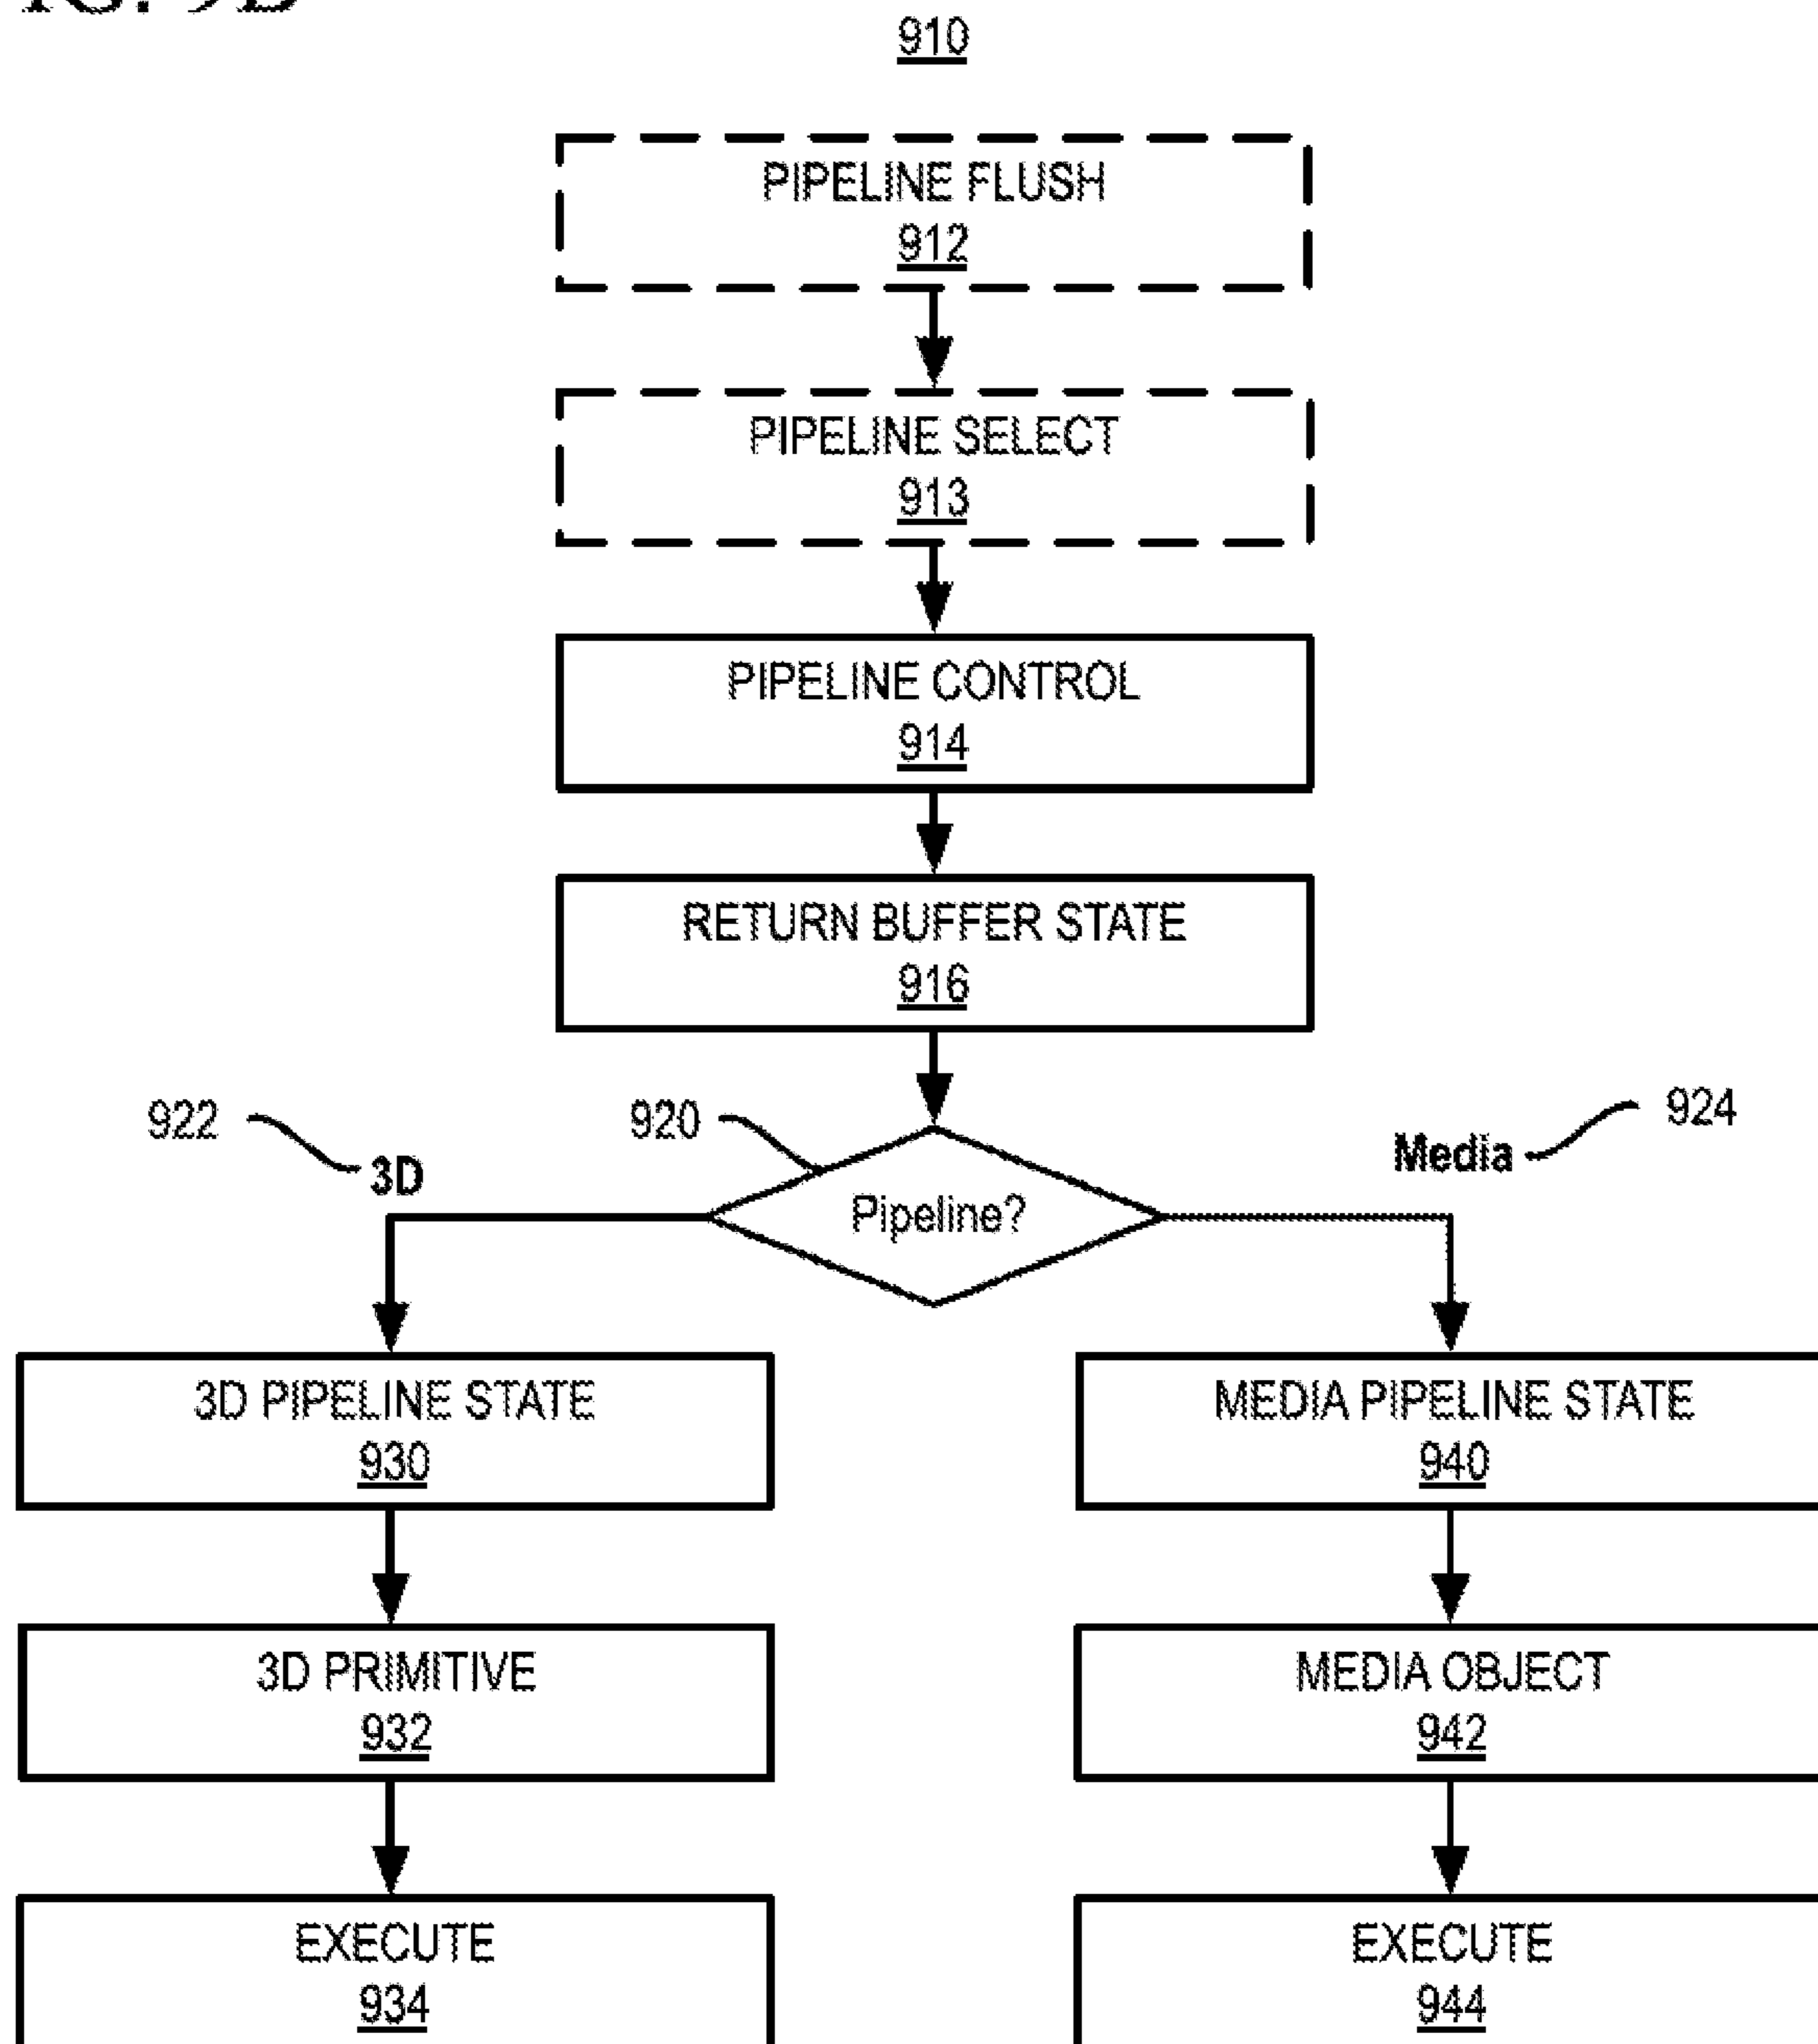 910
PIPELINE FLUSH
912
PIPELINE SELECT
913
PIPELINE CONTROL
914
RETURN BUFFER STATE
916
922
920
924
3D
Media
Pipeline?
3D PIPELINE STATE
930
MEDIA PIPELINE STATE
940
3D PRIMITIVE
932
MEDIA OBJECT
942
EXECUTE
934
EXECUTE
944